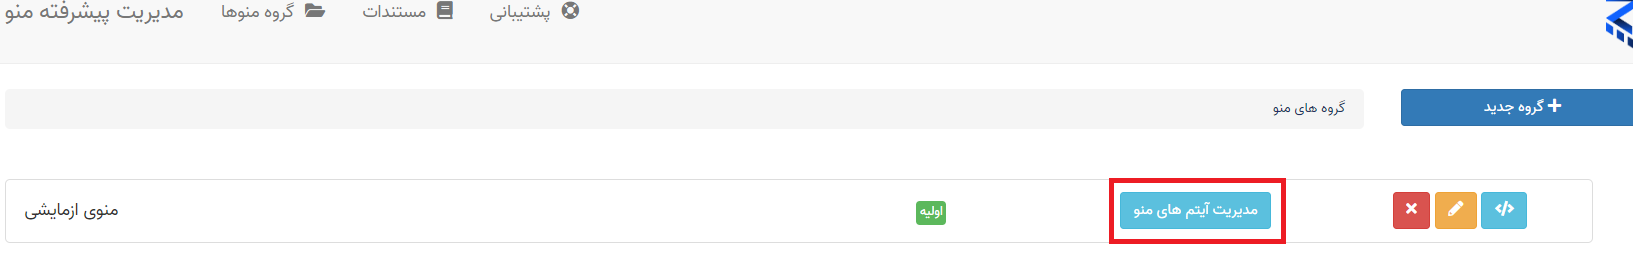 مدیریت پیشرفته منو گروه منوها مستندات پشتیبانی
گروه جدید
گروه های منو
منوی ازمایشی اولیه مدیریت آیتم های منو